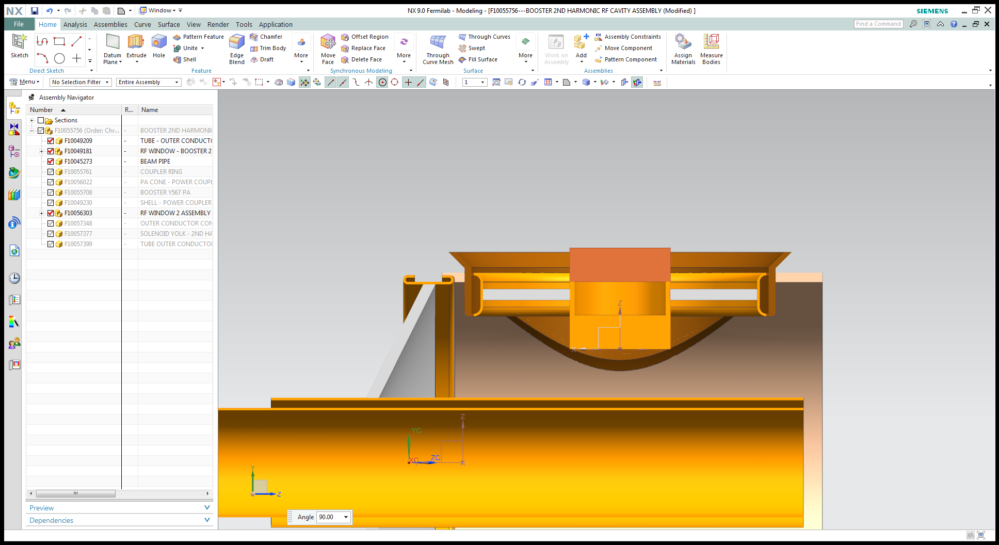 NX Window NX 9.0 Fermilab - Modeling - [F10055756---BOOSTER 2ND HARMONIC RF CAVITY ASSEMBLY (Modified) ] SIEMENS
File Home Analysis Assemblies Curve Surface View Render Tools Application Find a Command
Sketch
Direct Sketch
Datum Plane Extrude Hole
Pattern Feature
Unite
Shell
Edge Blend
Chamfer
Trim Body
Draft
More
Feature
Move Face
Offset Region
Replace Face
Delete Face
More
Synchronous Modeling
Through Curve Mesh
Through Curves
Swept
Fill Surface
More
Surface
Work on Assembly
Add
Assembly Constraints
Move Component
Pattern Component
Assemblies
Assign Materials
Measure Bodies
Menu No Selection Filter Entire Assembly 1
Assembly Navigator
Number R... Name
Sections
F10055756 (Order: Chr... - BOOSTER 2ND HARMONIC
F10049209 - TUBE - OUTER CONDUCTO
F10049181 - RF WINDOW - BOOSTER 2
F10045273 - BEAM PIPE
F10055761 - COUPLER RING
F10056022 - PA CONE - POWER COUPL
F10055708 - BOOSTER Y567 PA
F10049230 - SHELL - POWER COUPLER
F10056303 - RF WINDOW 2 ASSEMBLY
F10057348 - OUTER CONDUCTOR CON
F10057377 - SOLENOID YOLK - 2ND HA
F10057399 - TUBE OUTER CONDUCTO
Preview
Dependencies
Z
X
Z
YC
XC
ZC
Y
Z
Angle 90.00